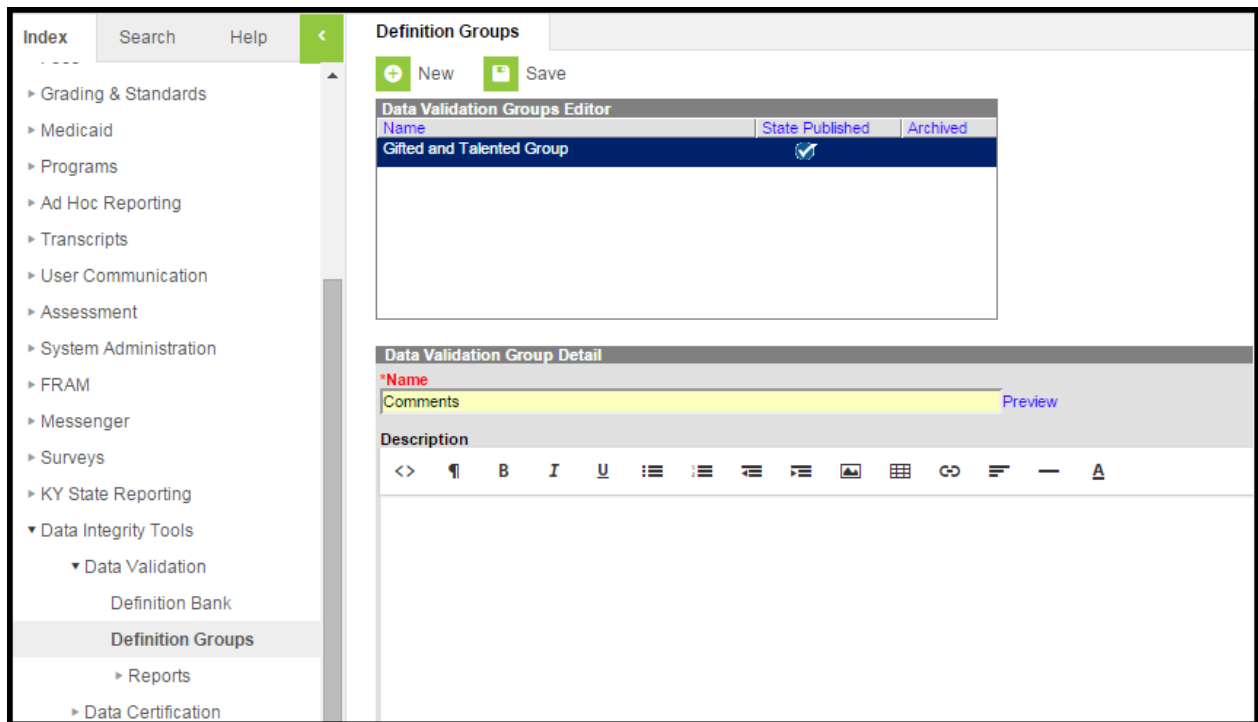 Index Search Help
Grading & Standards
Medicaid
Programs
Ad Hoc Reporting
Transcripts
User Communication
Assessment
System Administration
FRAM
Messenger
Surveys
KY State Reporting
Data Integrity Tools
Data Validation
Definition Bank
Definition Groups
Reports
Data Certification
Definition Groups
New Save
Data Validation Groups Editor
Name State Published Archived
Gifted and Talented Group
Data Validation Group Detail
*Name
Comments Preview
Description
B I U A